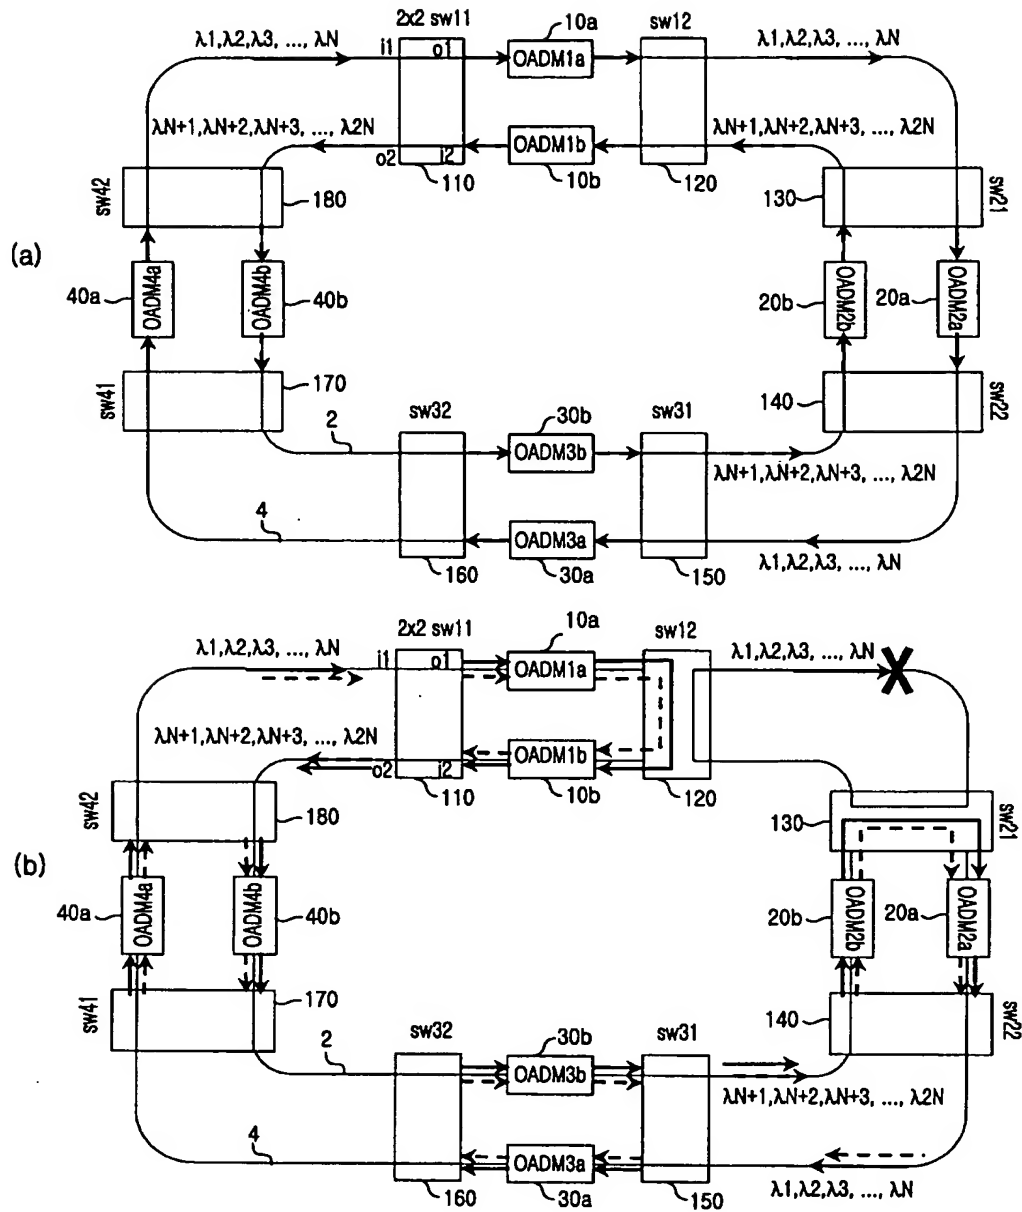 10a
2x2 sw11
sw12
λ1,λ2,λ3, ..., λN
i1
o1
OADM1a
λ1,λ2,λ3, ..., λN
λN+1,λN+2,λN+3, ..., λ2N
OADM1b
λN+1,λN+2,λN+3, ..., λ2N
o2
i2
110
10b
120
sw42
180
130
sw21
(a)
40a
OADM4a
OADM4b
40b
20b
OADM2b
20a
OADM2a
sw41
170
sw32
30b
sw31
140
sw22
2
OADM3b
λN+1,λN+2,λN+3, ..., λ2N
4
OADM3a
160
30a
150
λ1,λ2,λ3, ..., λN
2x2 sw11
10a
sw12
λ1,λ2,λ3, ..., λN
i1
o1
OADM1a
λ1,λ2,λ3, ..., λN
X
λN+1,λN+2,λN+3, ..., λ2N
OADM1b
o2
i2
110
10b
120
sw42
180
130
sw21
(b)
40a
OADM4a
OADM4b
40b
20b
OADM2b
20a
OADM2a
sw41
170
sw32
30b
sw31
140
sw22
2
OADM3b
λN+1,λN+2,λN+3, ..., λ2N
4
OADM3a
160
30a
150
λ1,λ2,λ3, ..., λN